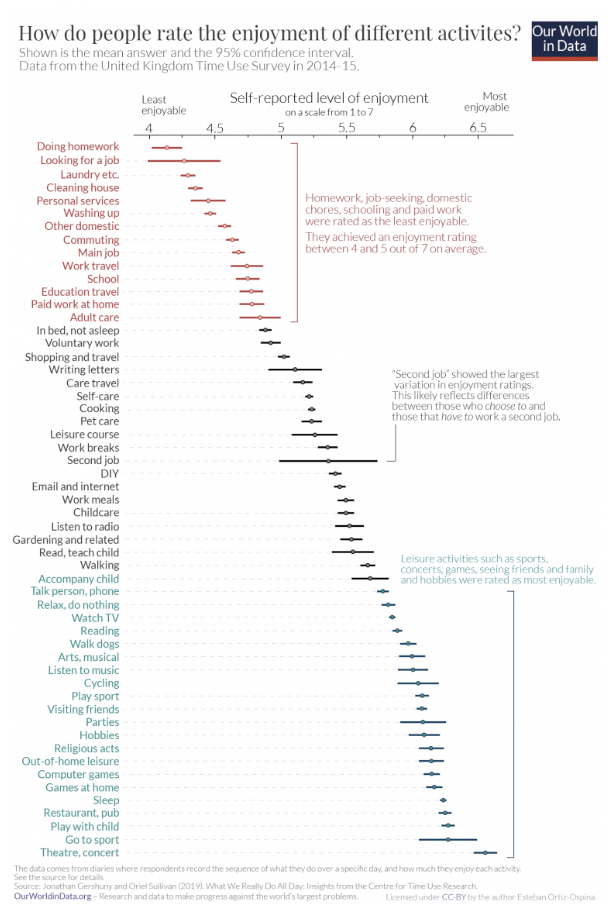 How do people rate the enjoyment of different activites?
Our World
in Data
Shown is the mean answer and the 95% confidence interval.
Data from the United Kingdom Time Use Survey in 2014-15.
Least
enjoyable
Self-reported level of enjoyment
on a scale from 1 to 7
Most
enjoyable
4 4.5 5 5.5 6 6.5
Doing homework
Looking for a job
Laundry etc.
Cleaning house
Personal services
Washing up
Other domestic
Commuting
Main job
Work travel
School
Education travel
Paid work at home
Adult care
Homework, job-seeking, domestic
chores, schooling and paid work
were rated as the least enjoyable.
They achieved an enjoyment rating
between 4 and 5 out of 7 on average.
In bed, not asleep
Voluntary work
Shopping and travel
Writing letters
Care travel
Self-care
Cooking
Pet care
Leisure course
Work breaks
Second job
"Second job" showed the largest
variation in enjoyment ratings.
This likely reflects differences
between those who choose to and
those that have to work a second job.
DIY
Email and internet
Work meals
Childcare
Listen to radio
Gardening and related
Read, teach child
Walking
Accompany child
Leisure activities such as sports,
concerts, games, seeing friends and family
and hobbies were rated as most enjoyable.
Talk person, phone
Relax, do nothing
Watch TV
Reading
Walk dogs
Arts, musical
Listen to music
Cycling
Play sport
Visiting friends
Parties
Hobbies
Religious acts
Out-of-home leisure
Computer games
Games at home
Sleep
Restaurant, pub
Play with child
Go to sport
Theatre, concert
The data comes from diaries where respondents record the sequence of what they do over a specific day, and how much they enjoy each activity.
See the source for details
Source: Jonathan Gershuny and Oriel Sullivan (2019). What We Really Do All Day: Insights from the Centre for Time Use Research.
OurWorldinData.org – Research and data to make progress against the world's largest problems.
Licensed under CC-BY by the author Esteban Ortiz-Ospina.